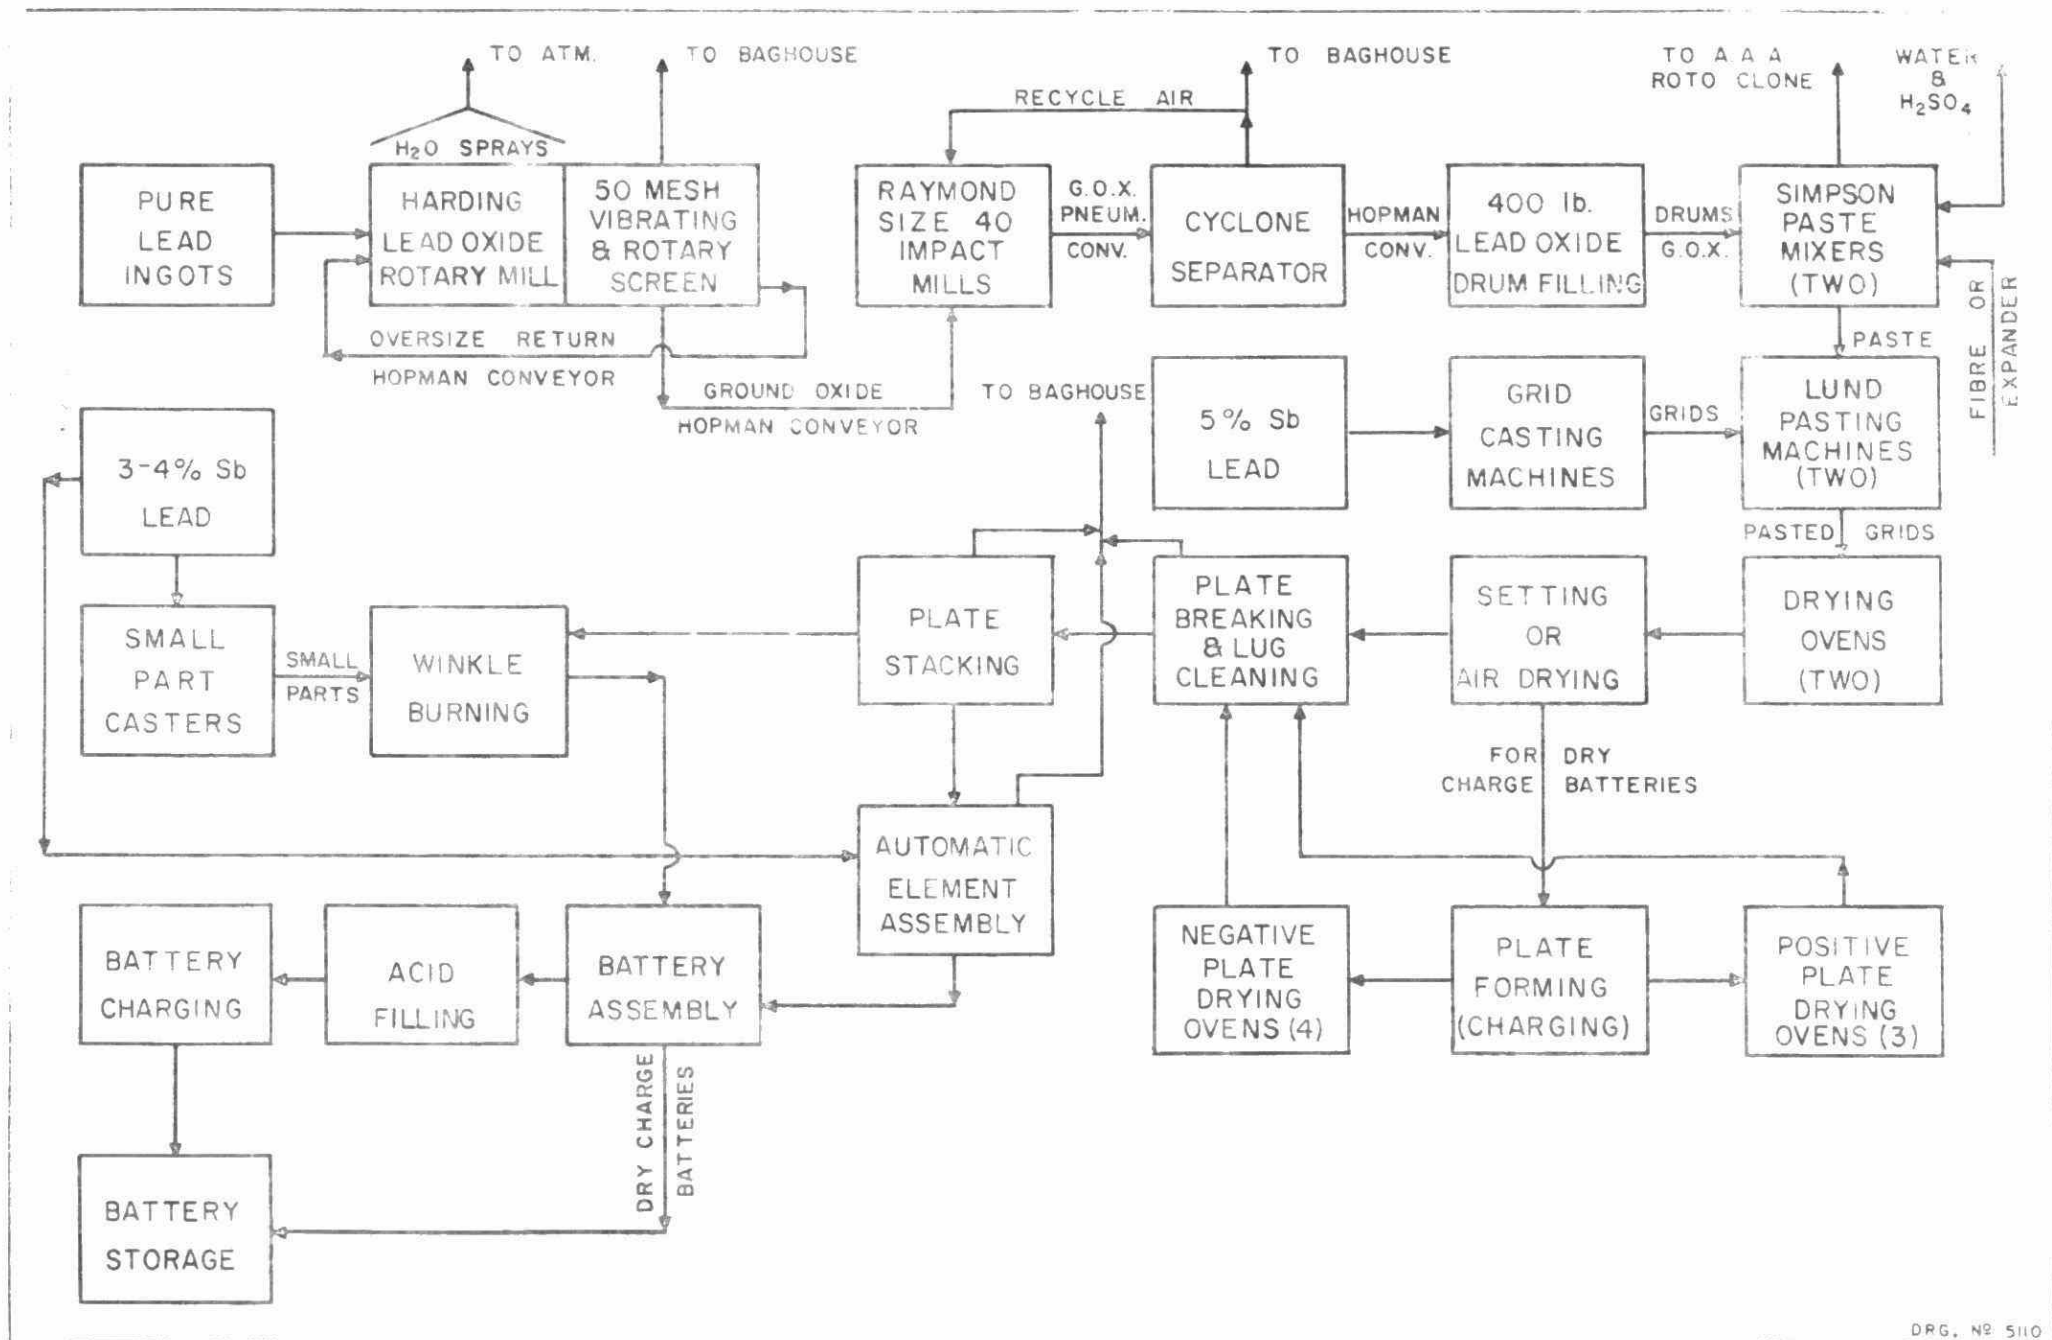 TO ATM.
TO BAGHOUSE
TO BAGHOUSE
TO A A A
ROTO CLONE
WATER
&
H₂SO₄
RECYCLE AIR
H₂O SPRAYS
PURE
LEAD
INGOTS
HARDING
LEAD OXIDE
ROTARY MILL
50 MESH
VIBRATING
& ROTARY
SCREEN
RAYMOND
SIZE 40
IMPACT
MILLS
G.O.X.
PNEUM.
CONV.
CYCLONE
SEPARATOR
HOPMAN
CONV.
400 lb.
LEAD OXIDE
DRUM FILLING
DRUMS
G.O.X.
SIMPSON
PASTE
MIXERS
(TWO)
FIBRE OR
EXPANDER
OVERSIZE RETURN
HOPMAN CONVEYOR
GROUND OXIDE
HOPMAN CONVEYOR
TO BAGHOUSE
PASTE
3-4% Sb
LEAD
5% Sb
LEAD
GRID
CASTING
MACHINES
GRIDS
LUND
PASTING
MACHINES
(TWO)
PASTED GRIDS
SMALL
PART
CASTERS
SMALL
PARTS
WINKLE
BURNING
PLATE
STACKING
PLATE
BREAKING
& LUG
CLEANING
SETTING
OR
AIR DRYING
DRYING
OVENS
(TWO)
FOR DRY
CHARGE BATTERIES
AUTOMATIC
ELEMENT
ASSEMBLY
BATTERY
CHARGING
ACID
FILLING
BATTERY
ASSEMBLY
NEGATIVE
PLATE
DRYING
OVENS (4)
PLATE
FORMING
(CHARGING)
POSITIVE
PLATE
DRYING
OVENS (3)
DRY CHARGE
BATTERIES
BATTERY
STORAGE
DRG. Nº 5110